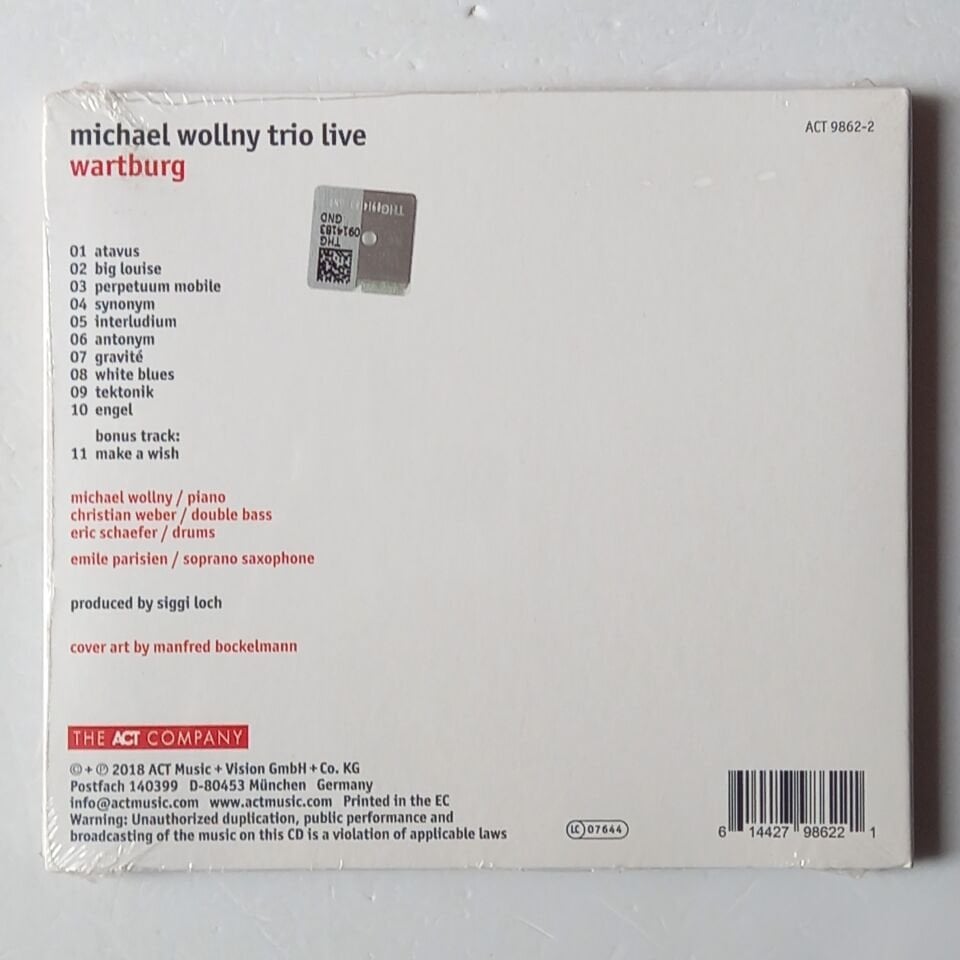 michael wollny trio live
wartburg
ACT 9862-2
THG
0914183
GND
01 atavus
02 big louise
03 perpetuum mobile
04 synonym
05 interludium
06 antonym
07 gravité
08 white blues
09 tektonik
10 engel
bonus track:
11 make a wish
michael wollny / piano
christian weber / double bass
eric schaefer / drums
emile parisien / soprano saxophone
produced by siggi loch
cover art by manfred bockelmann
THE ACT COMPANY
© + ℗ 2018 ACT Music + Vision GmbH + Co. KG
Postfach 140399 D-80453 München Germany
info@actmusic.com www.actmusic.com Printed in the EC
Warning: Unauthorized duplication, public performance and
broadcasting of the music on this CD is a violation of applicable laws
LC 07644
6 14427 98622 1